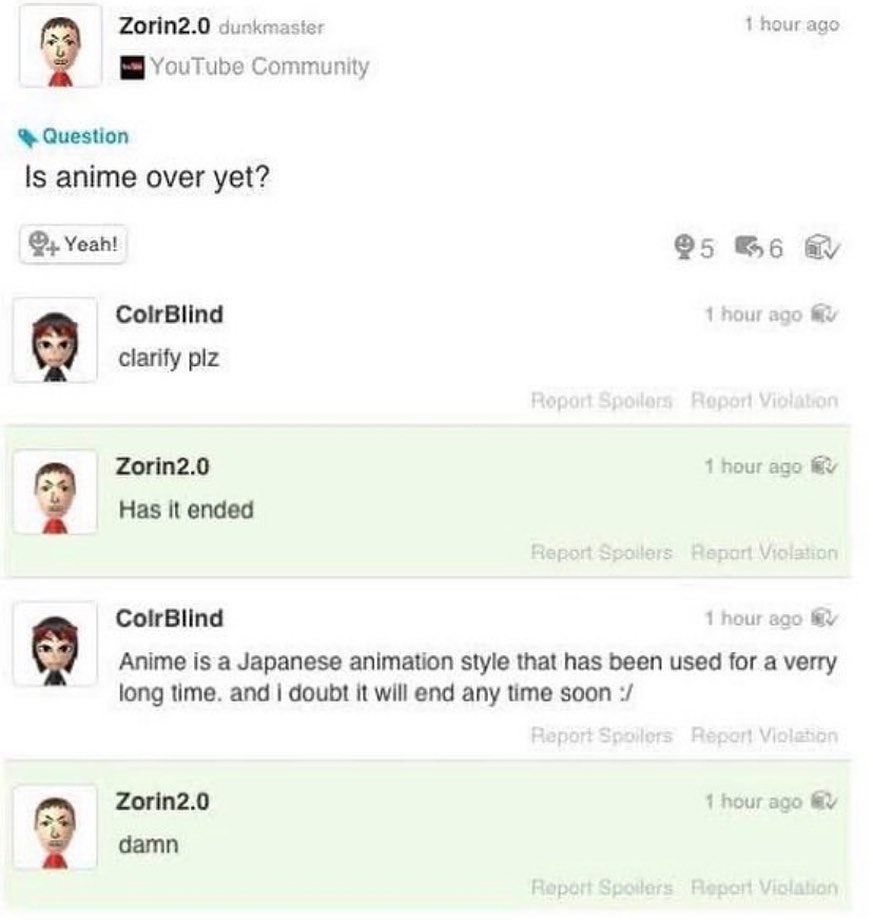 Zorin2.0 dunkmaster 1 hour ago
YouTube Community
Question
Is anime over yet?
Yeah! 5 6
ColrBlind 1 hour ago
clarify plz
Report Spoilers Report Violation
Zorin2.0 1 hour ago
Has it ended
Report Spoilers Report Violation
ColrBlind 1 hour ago
Anime is a Japanese animation style that has been used for a verry
long time. and i doubt it will end any time soon :/
Report Spoilers Report Violation
Zorin2.0 1 hour ago
damn
Report Spoilers Report Violation